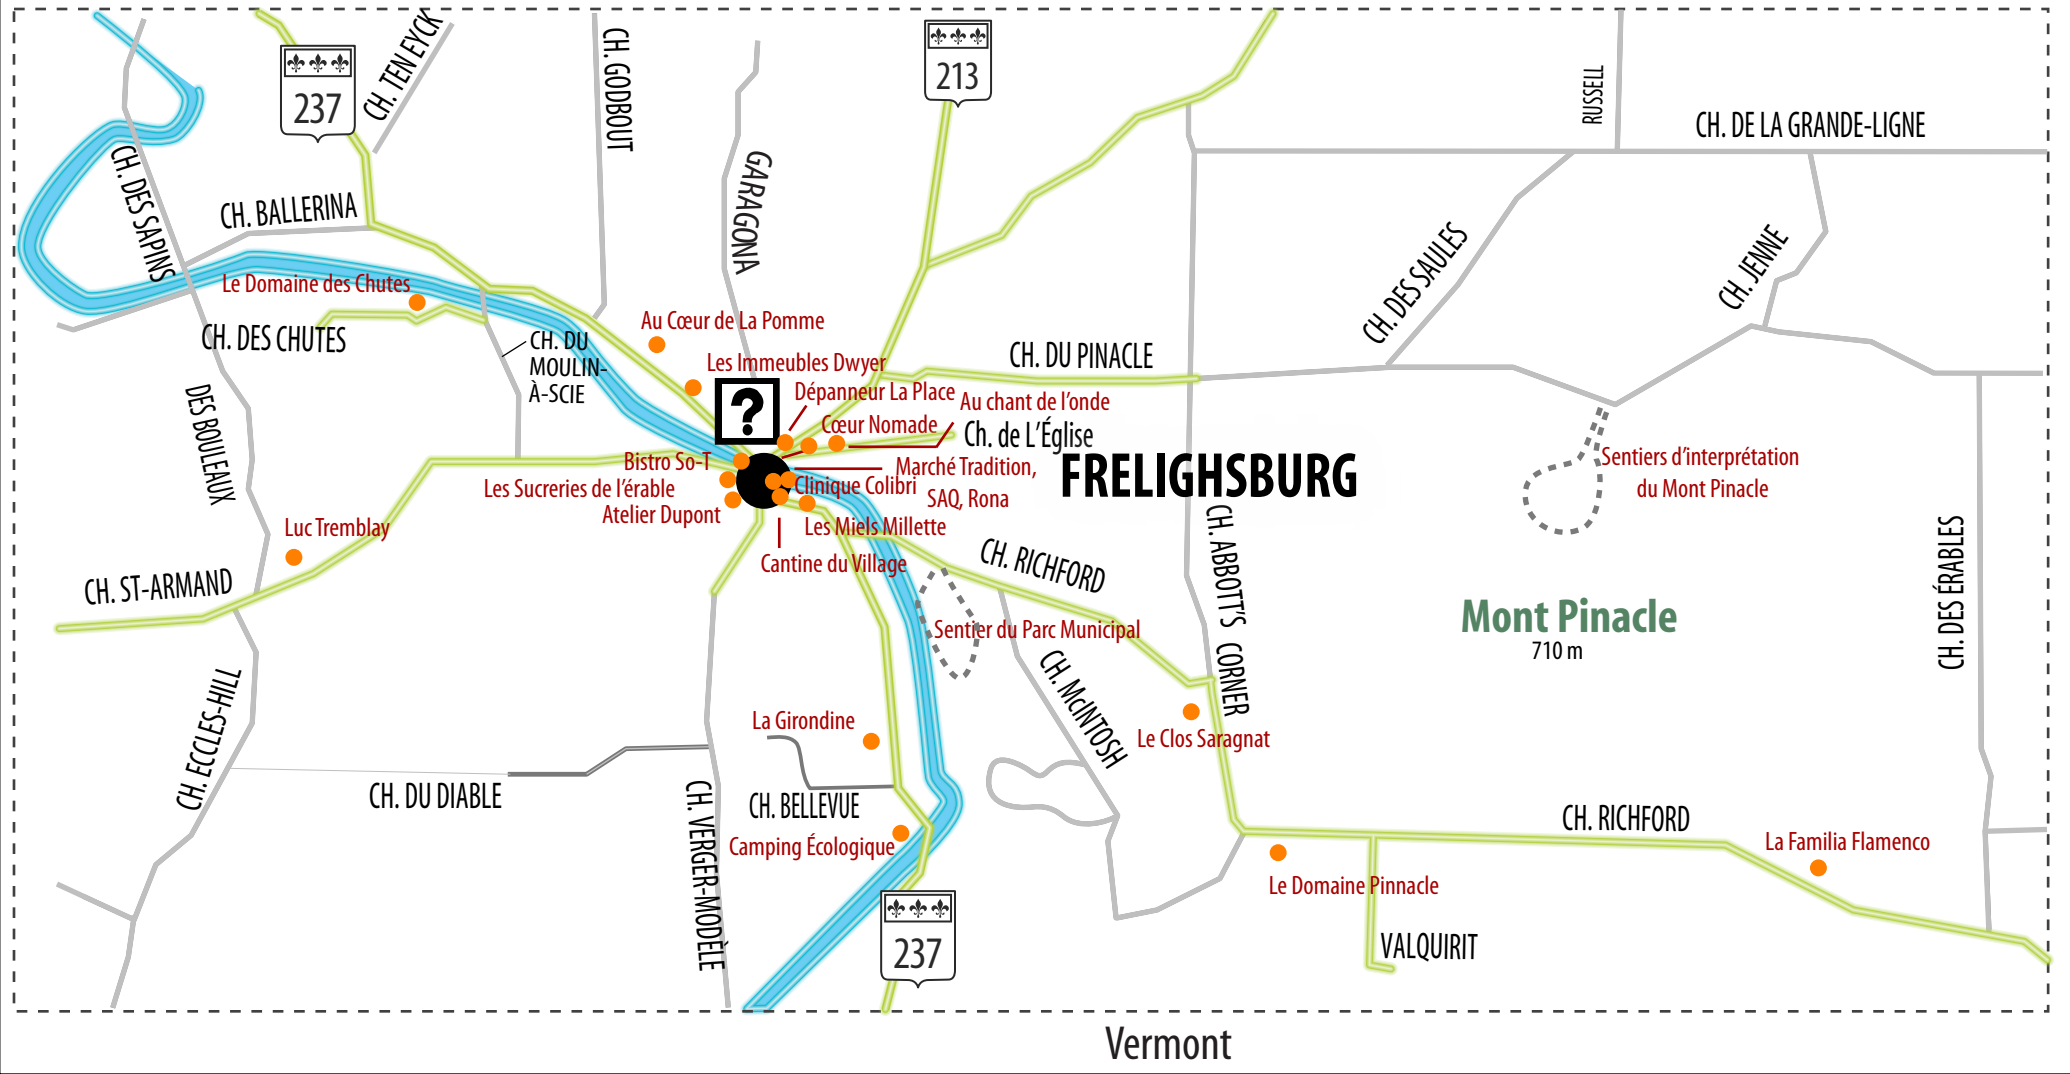 237
CH. TEN EYCK
CH. GODBOUT
213
RUSSELL
CH. DE LA GRANDE-LIGNE
CH. DES SAPINS
CH. BALLERINA
GARAGONA
CH. DES SAULES
CH. JENNE
Le Domaine des Chutes
CH. DES CHUTES
CH. DU
MOULIN-
À-SCIE
Au Cœur de La Pomme
Les Immeubles Dwyer
?
Dépanneur La Place
CH. DU PINACLE
Au chant de l'onde
Cœur Nomade
Ch. de L'Église
FRELIGHSBURG
DES BOULEAUX
Bistro So-T
Les Sucreries de l'érable
Atelier Dupont
Marché Tradition,
SAQ, Rona
Clinique Colibri
Les Miels Millette
Cantine du Village
Sentiers d'interprétation
du Mont Pinacle
Luc Tremblay
CH. ST-ARMAND
CH. RICHFORD
CH. ABBOTT'S CORNER
Mont Pinacle
710 m
CH. DES ÉRABLES
Sentier du Parc Municipal
CH. McINTOSH
CH. ECCLES-HILL
La Girondine
Le Clos Saragnat
CH. DU DIABLE
CH. VERGER-MODÈLE
CH. BELLEVUE
Camping Écologique
CH. RICHFORD
La Familia Flamenco
Le Domaine Pinnacle
237
VALQUIRIT
Vermont